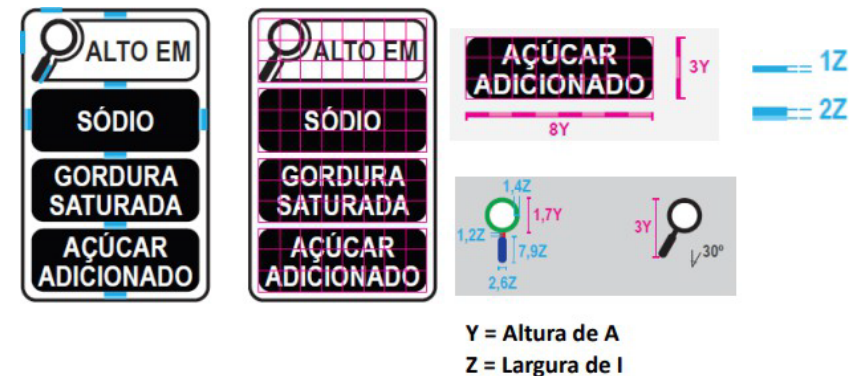 ALTO EM
SÓDIO
GORDURA
SATURADA
AÇÚCAR
ADICIONADO
ALTO EM
SÓDIO
GORDURA
SATURADA
AÇÚCAR
ADICIONADO
AÇÚCAR
ADICIONADO
3Y
8Y
1Z
2Z
1,4Z
1,7Y
1,2Z
7,9Z
2,6Z
3Y
30º
Y = Altura de A
Z = Largura de I